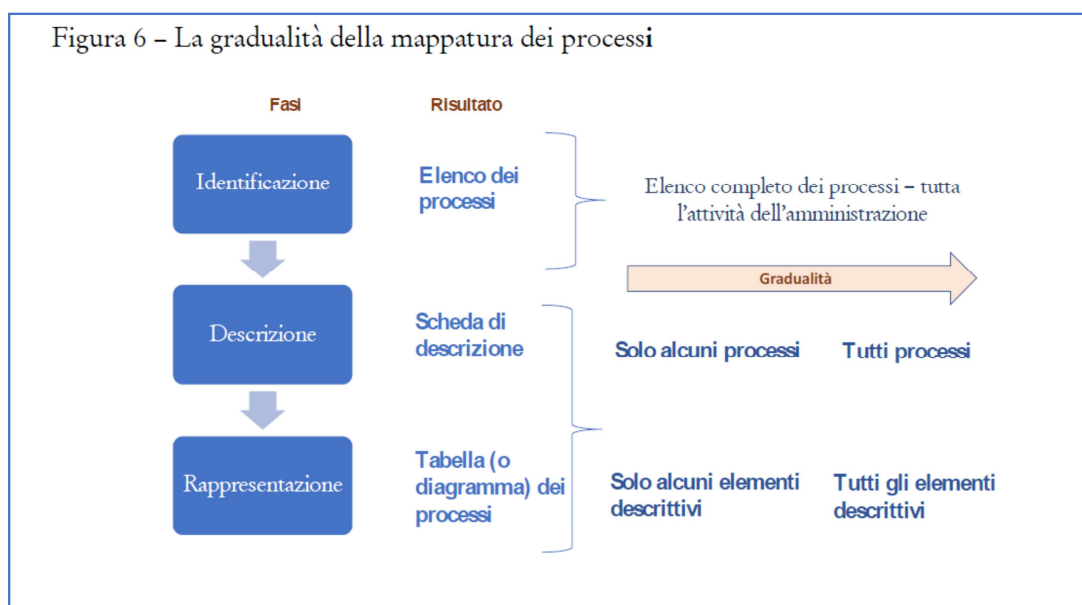 Figura 6 – La gradualità della mappatura dei processi
Fasi
Risultato
Identificazione
Elenco dei
processi
Elenco completo dei processi – tutta
l’attività dell’amministrazione
Gradualità
Descrizione
Scheda di
descrizione
Solo alcuni processi
Tutti processi
Rappresentazione
Tabella (o
diagramma) dei
processi
Solo alcuni elementi
descrittivi
Tutti gli elementi
descrittivi